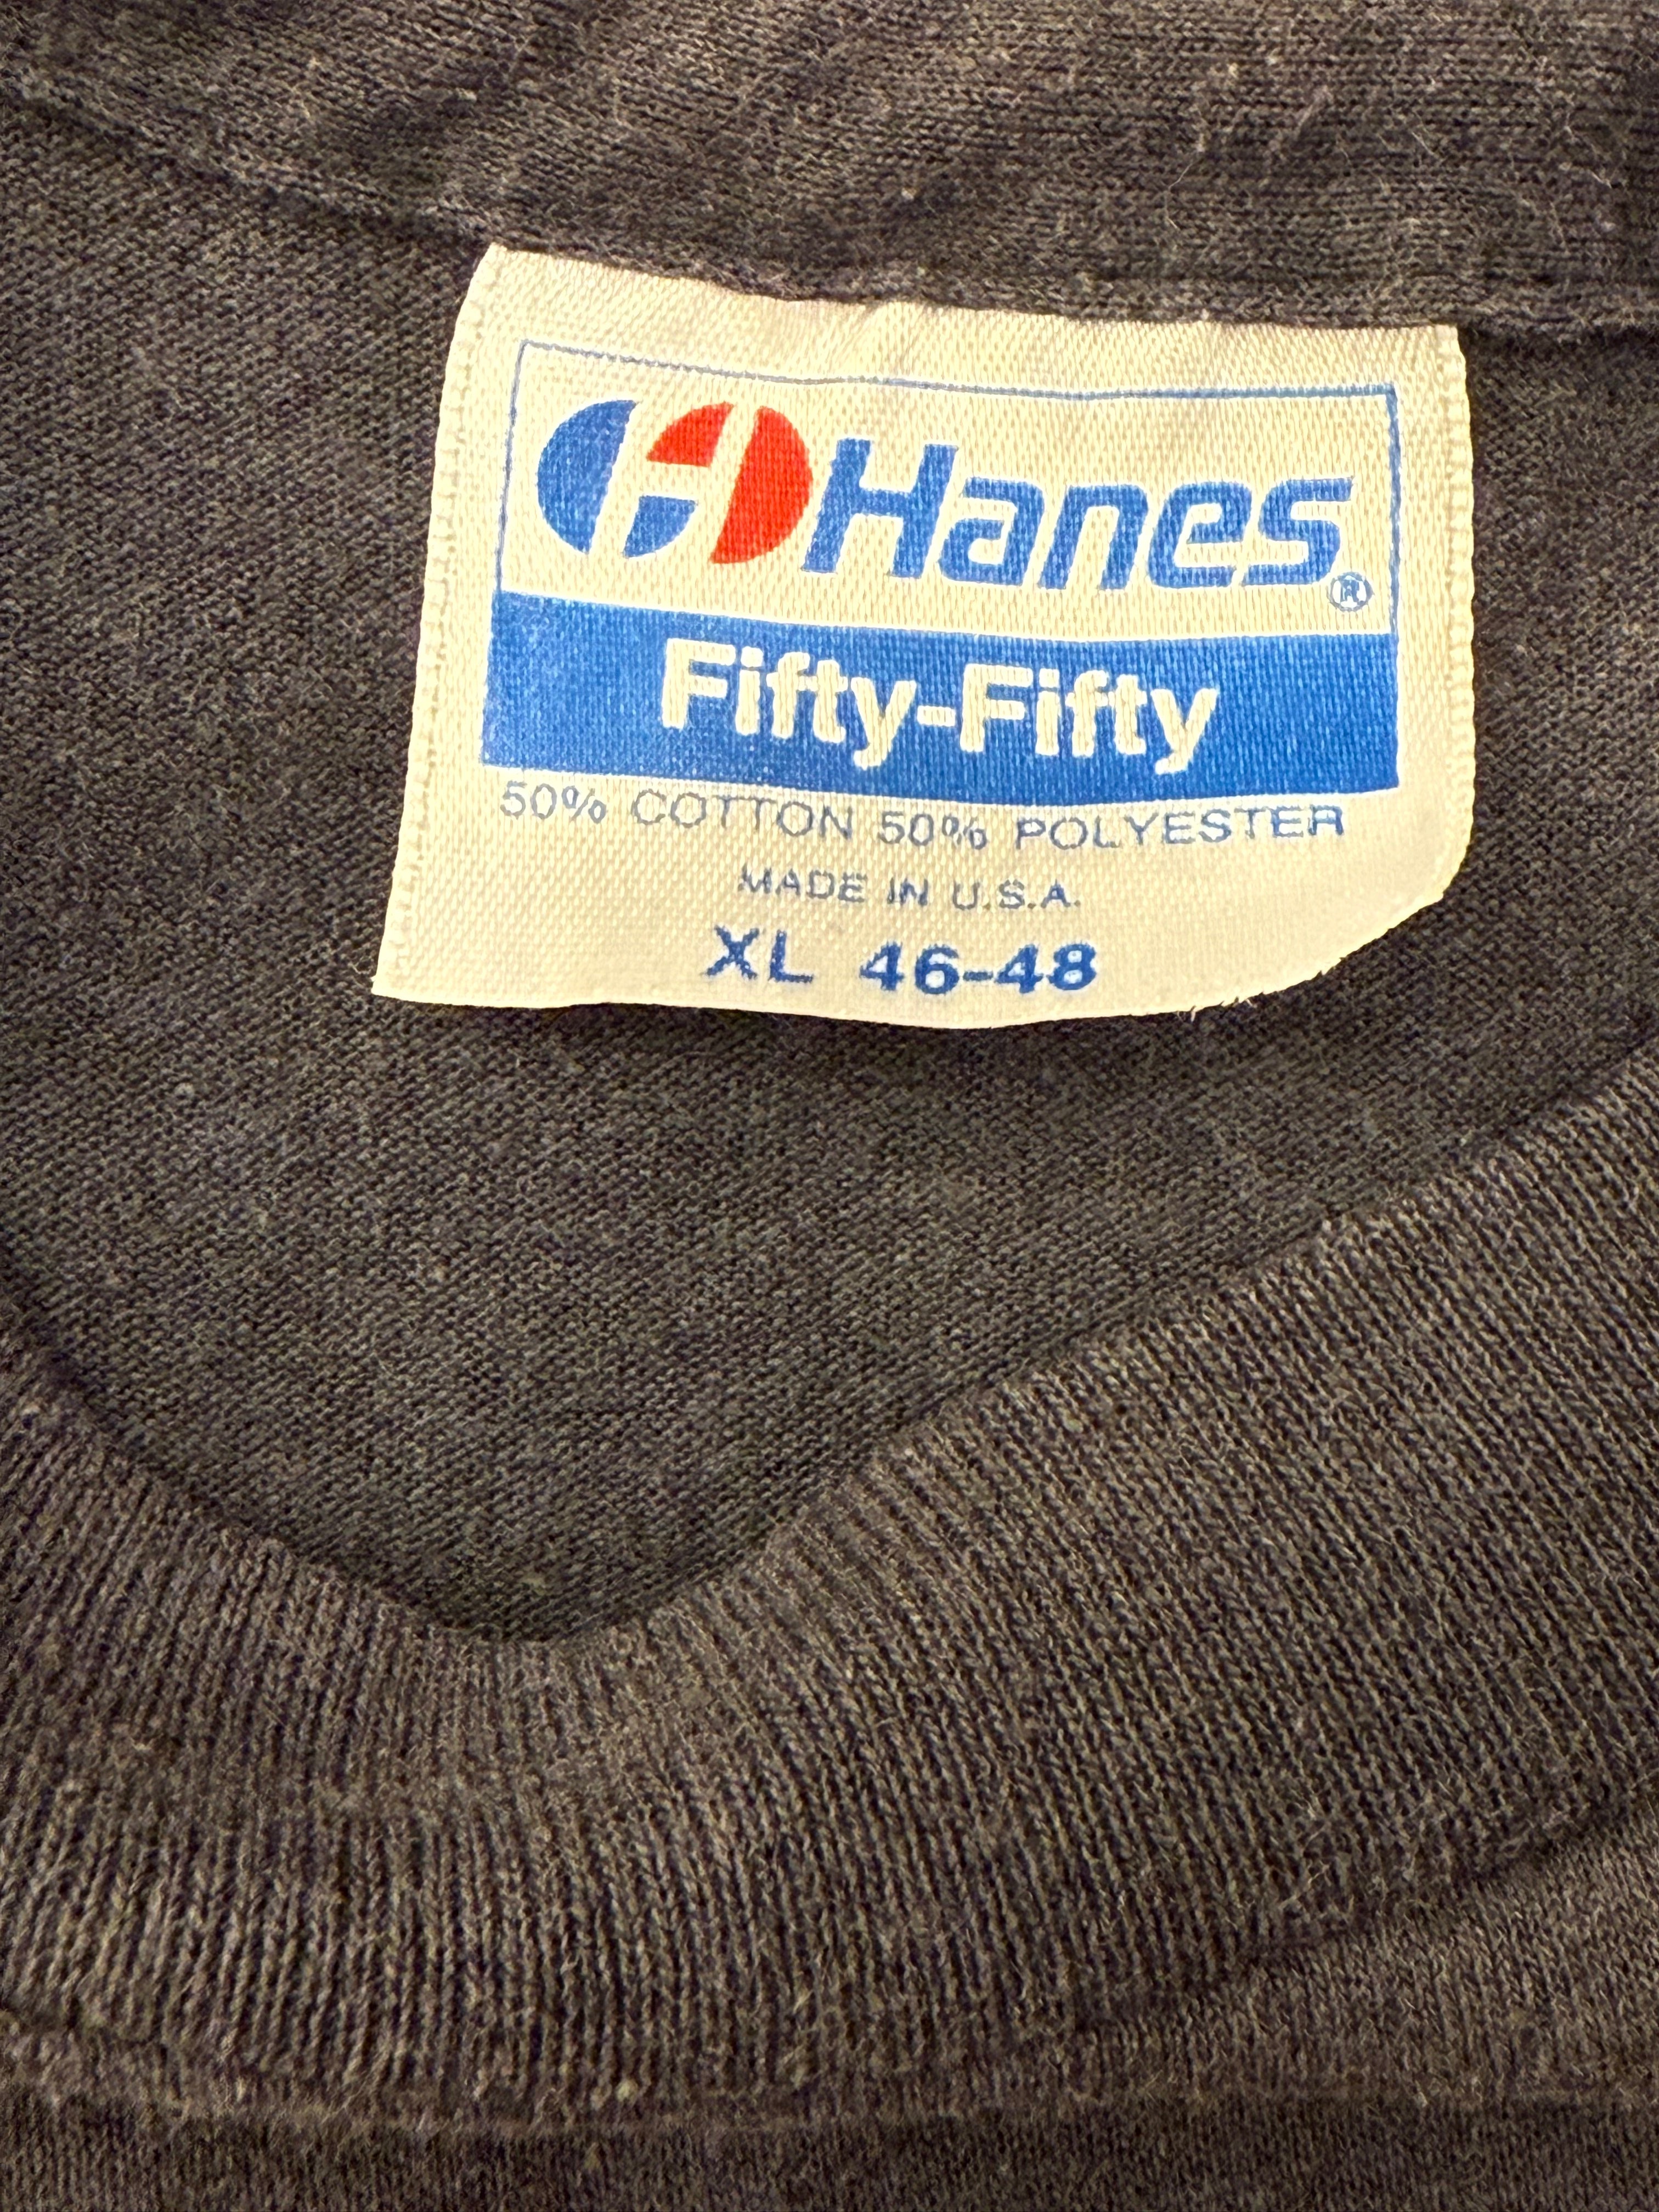 Hanes®
Fifty-Fifty
50% COTTON 50% POLYESTER
MADE IN U.S.A.
XL 46-48